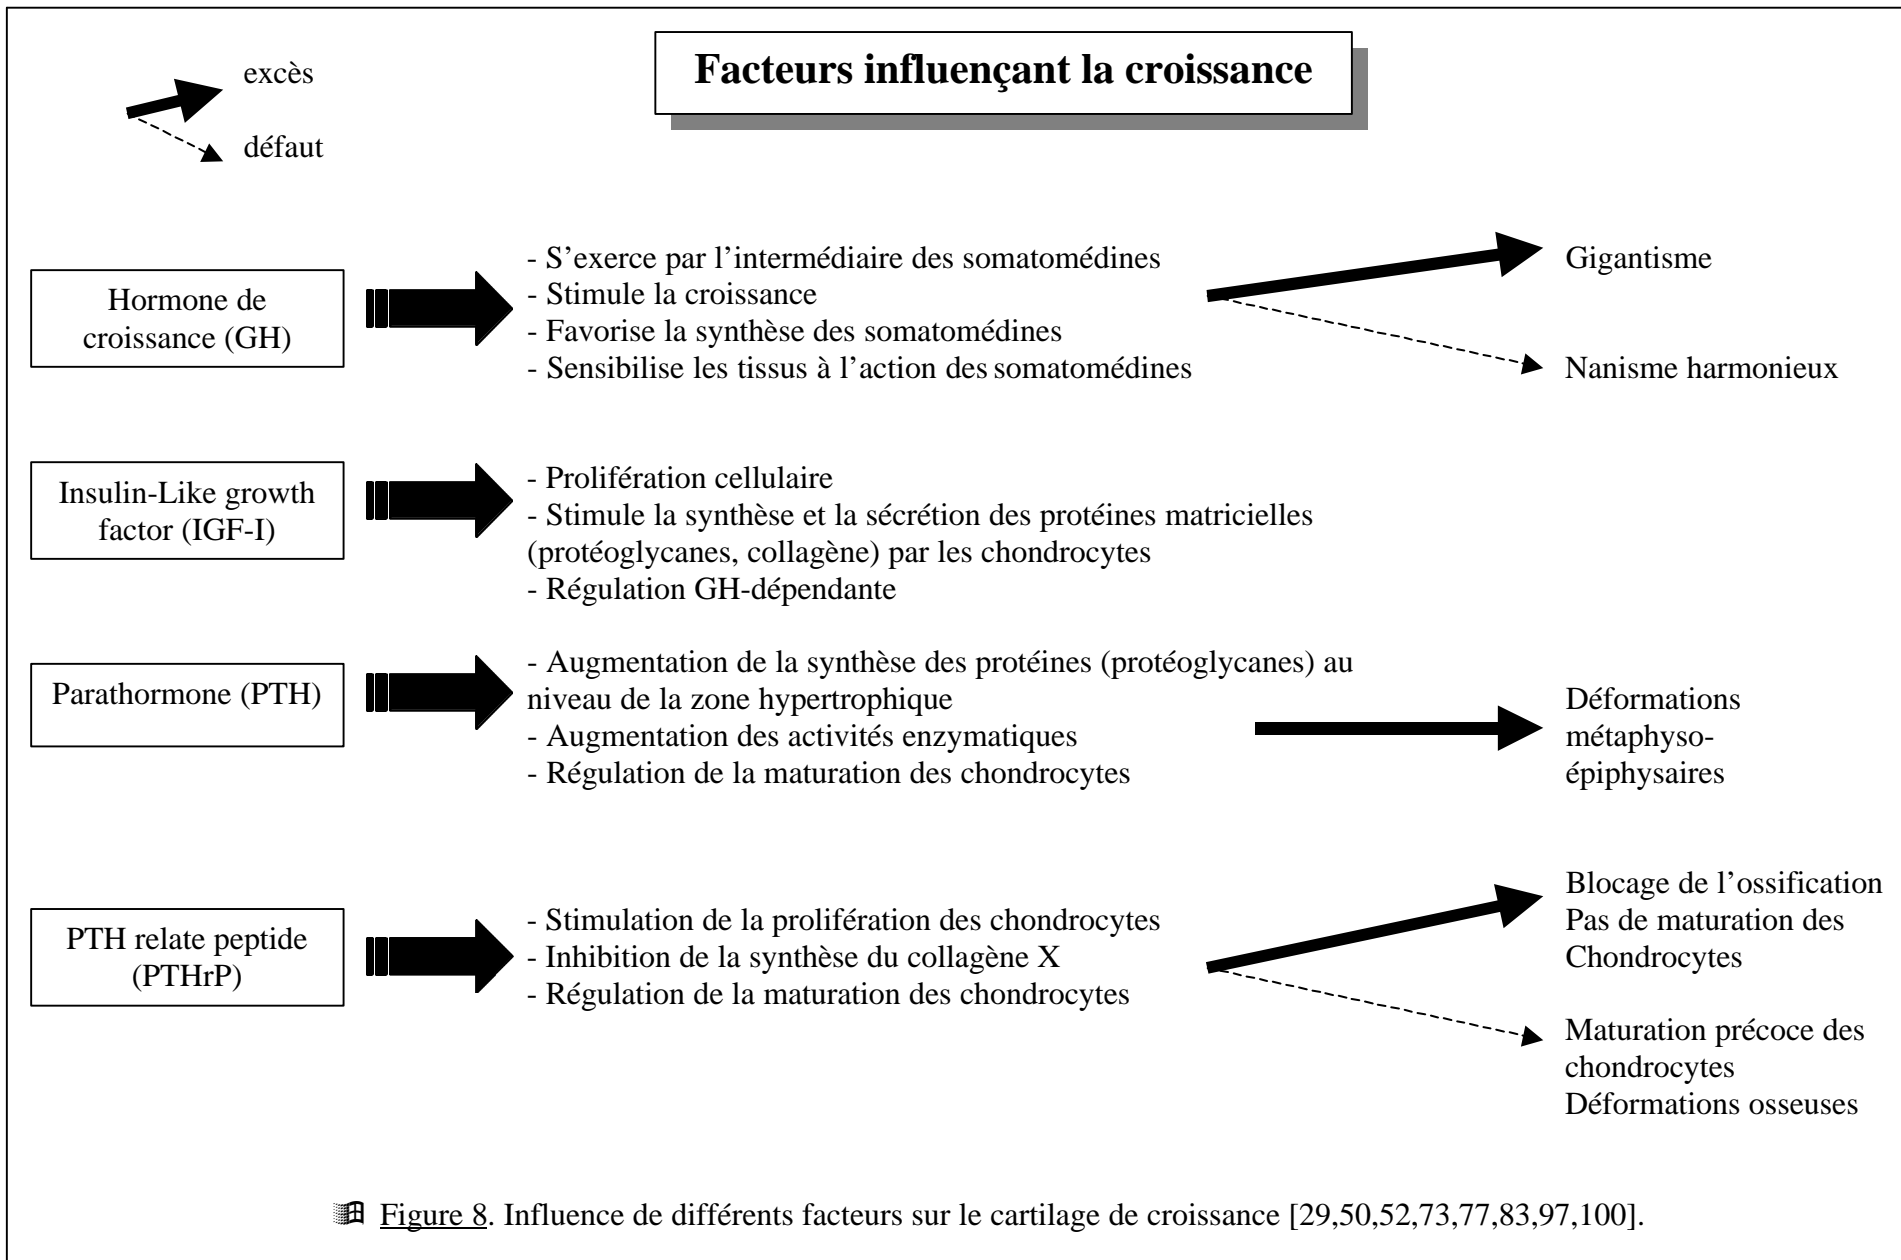 Facteurs influençant la croissance
excès
défaut
Hormone de
croissance (GH)
- S’exerce par l’intermédiaire des somatomédines
- Stimule la croissance
- Favorise la synthèse des somatomédines
- Sensibilise les tissus à l’action des somatomédines
Gigantisme
Nanisme harmonieux
Insulin-Like growth
factor (IGF-I)
- Prolifération cellulaire
- Stimule la synthèse et la sécrétion des protéines matricielles
(protéoglycanes, collagène) par les chondrocytes
- Régulation GH-dépendante
Parathormone (PTH)
- Augmentation de la synthèse des protéines (protéoglycanes) au
niveau de la zone hypertrophique
- Augmentation des activités enzymatiques
- Régulation de la maturation des chondrocytes
Déformations
métaphyso-
épiphysaires
PTH relate peptide
(PTHrP)
- Stimulation de la prolifération des chondrocytes
- Inhibition de la synthèse du collagène X
- Régulation de la maturation des chondrocytes
Blocage de l’ossification
Pas de maturation des
Chondrocytes
Maturation précoce des
chondrocytes
Déformations osseuses
Figure 8. Influence de différents facteurs sur le cartilage de croissance [29,50,52,73,77,83,97,100].